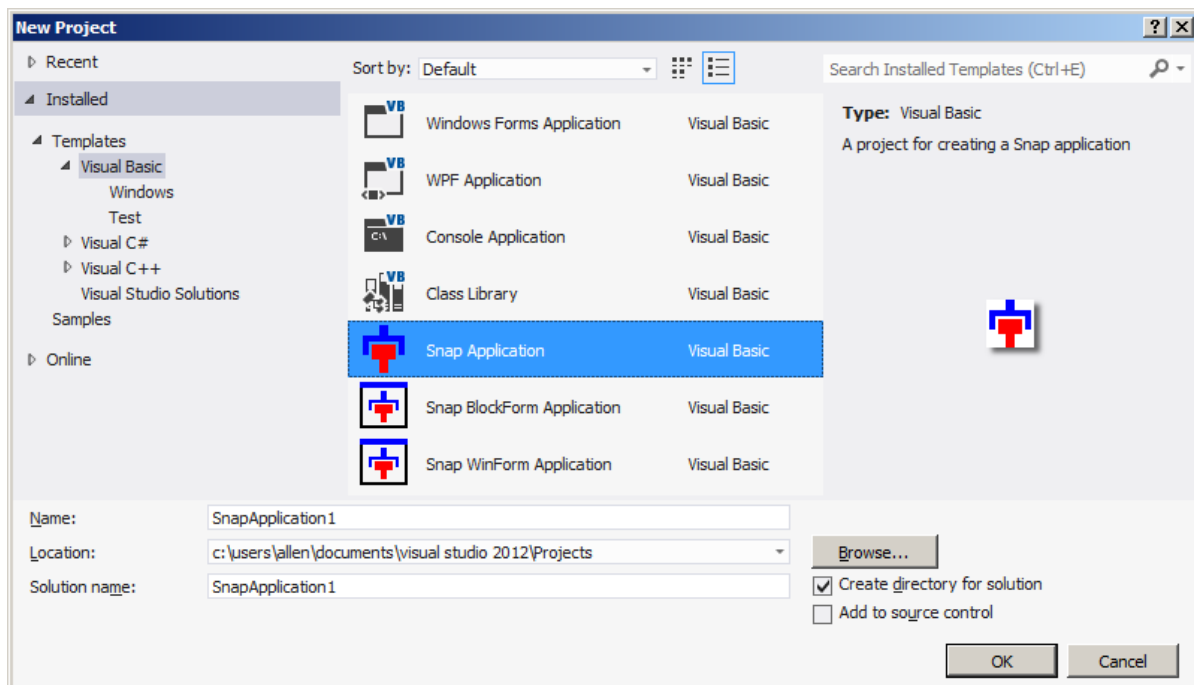 New Project
Recent
Installed
Templates
Visual Basic
Windows
Test
Visual C#
Visual C++
Visual Studio Solutions
Samples
Online
Sort by: Default
VB
Windows Forms Application Visual Basic
VB
WPF Application Visual Basic
VB
C:\
Console Application Visual Basic
VB
Class Library Visual Basic
Snap Application Visual Basic
Snap BlockForm Application Visual Basic
Snap WinForm Application Visual Basic
Search Installed Templates (Ctrl+E)
Type: Visual Basic
A project for creating a Snap application
Name: SnapApplication1
Location: c:\users\allen\documents\visual studio 2012\Projects
Browse...
Solution name: SnapApplication1
Create directory for solution
Add to source control
OK Cancel